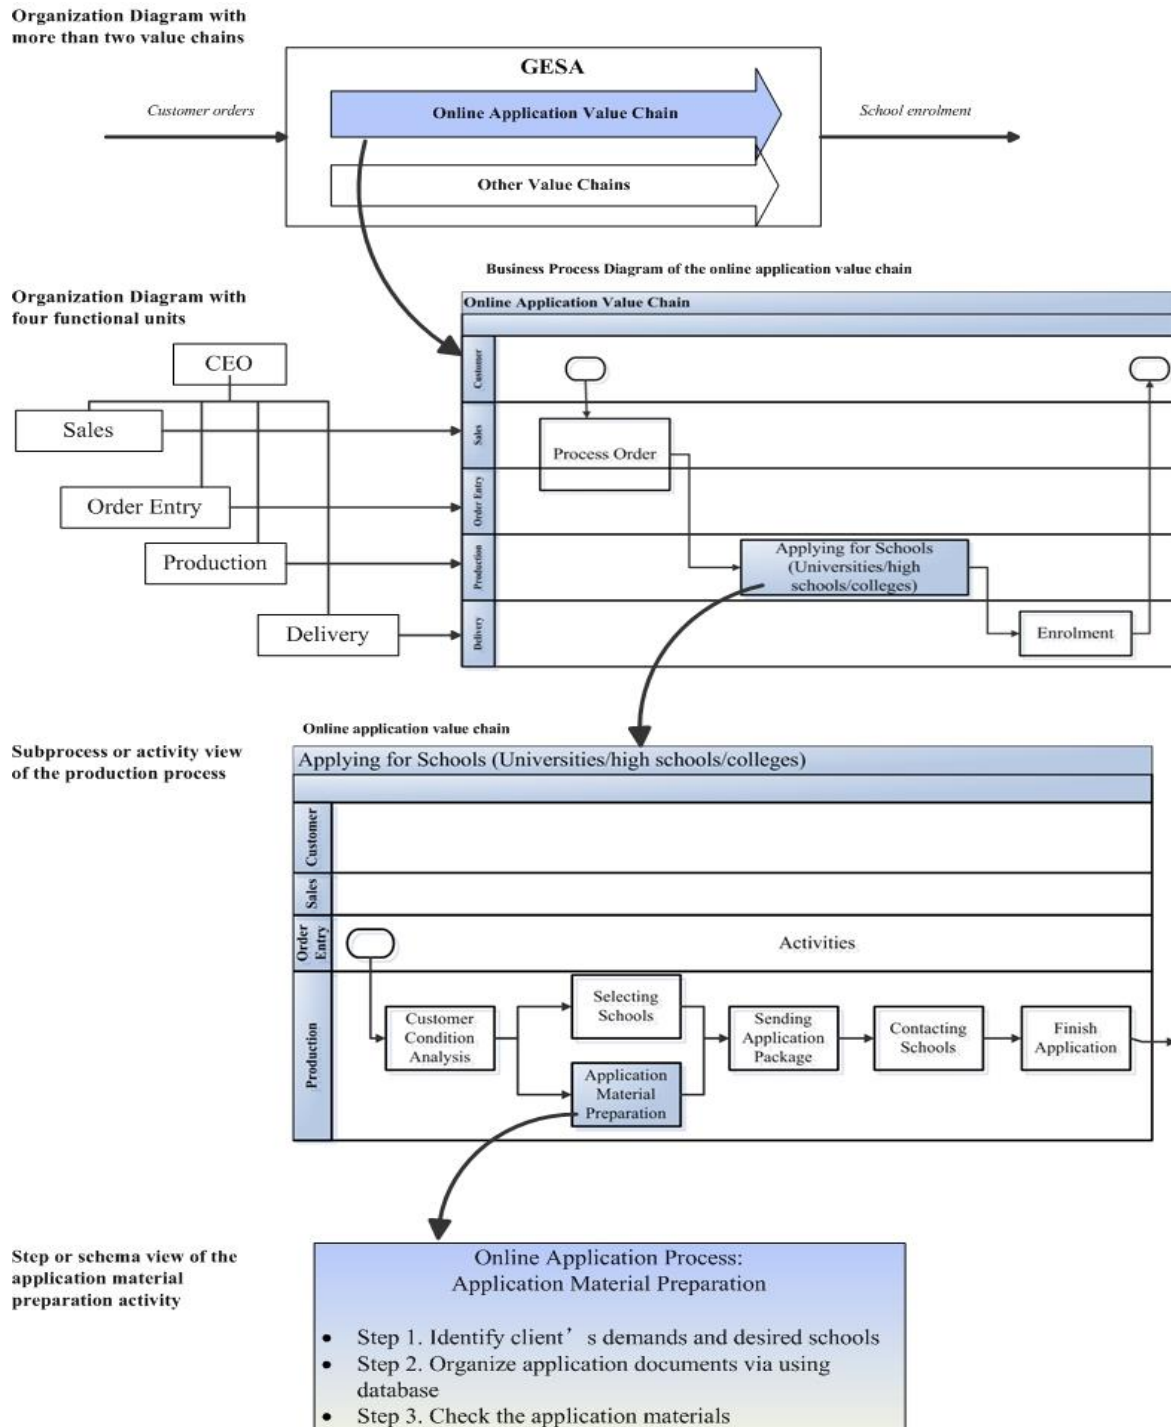 Organization Diagram with
more than two value chains
GESA
Customer orders
Online Application Value Chain
School enrolment
Other Value Chains
Business Process Diagram of the online application value chain
Organization Diagram with
four functional units
Online Application Value Chain
CEO
Sales
Order Entry
Production
Delivery
Customer
Sales
Order Entry
Production
Delivery
Process Order
Applying for Schools
(Universities/high
schools/colleges)
Enrolment
Online application value chain
Subprocess or activity view
of the production process
Applying for Schools (Universities/high schools/colleges)
Customer
Sales
Order
Entry
Production
Activities
Customer
Condition
Analysis
Selecting
Schools
Application
Material
Preparation
Sending
Application
Package
Contacting
Schools
Finish
Application
Step or schema view of the
application material
preparation activity
Online Application Process:
Application Material Preparation
• Step 1. Identify client’s demands and desired schools
• Step 2. Organize application documents via using
database
• Step 3. Check the application materials